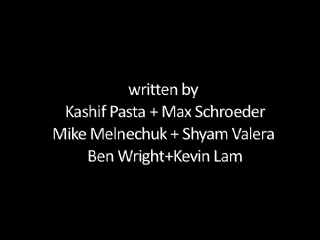 written by
Kashif Pasta + Max Schroeder
Mike Melnechuk + Shyam Valera
Ben Wright+Kevin Lam